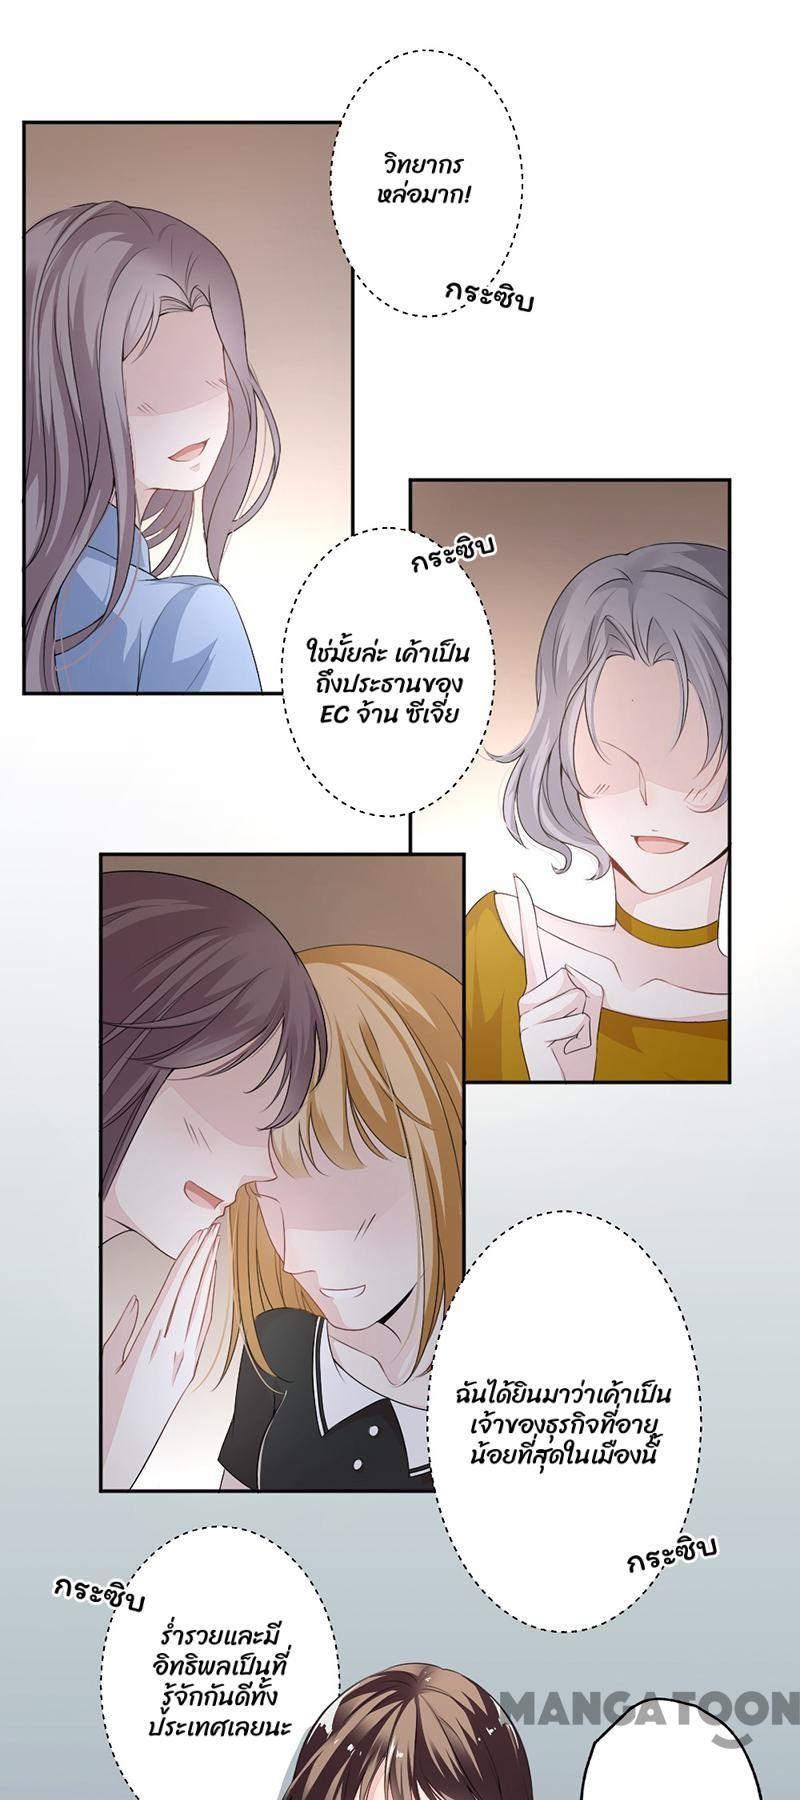 วิทยากร
หล่อมาก!
กระซิบ
กระซิบ
ใช่มั้ยล่ะ เค้าเป็น
ถึงประธานของ
EC จ้าน ซีเจี่ย
ฉันได้ยินมาว่าเค้าเป็น
เจ้าของธุรกิจที่อายุ
น้อยที่สุดในเมืองนี้
กระซิบ
กระซิบ
ร่ำรวยและมี
อิทธิพลเป็นที่
รู้จักกันดีทั้ง
ประเทศเลยนะ
MANGATOON